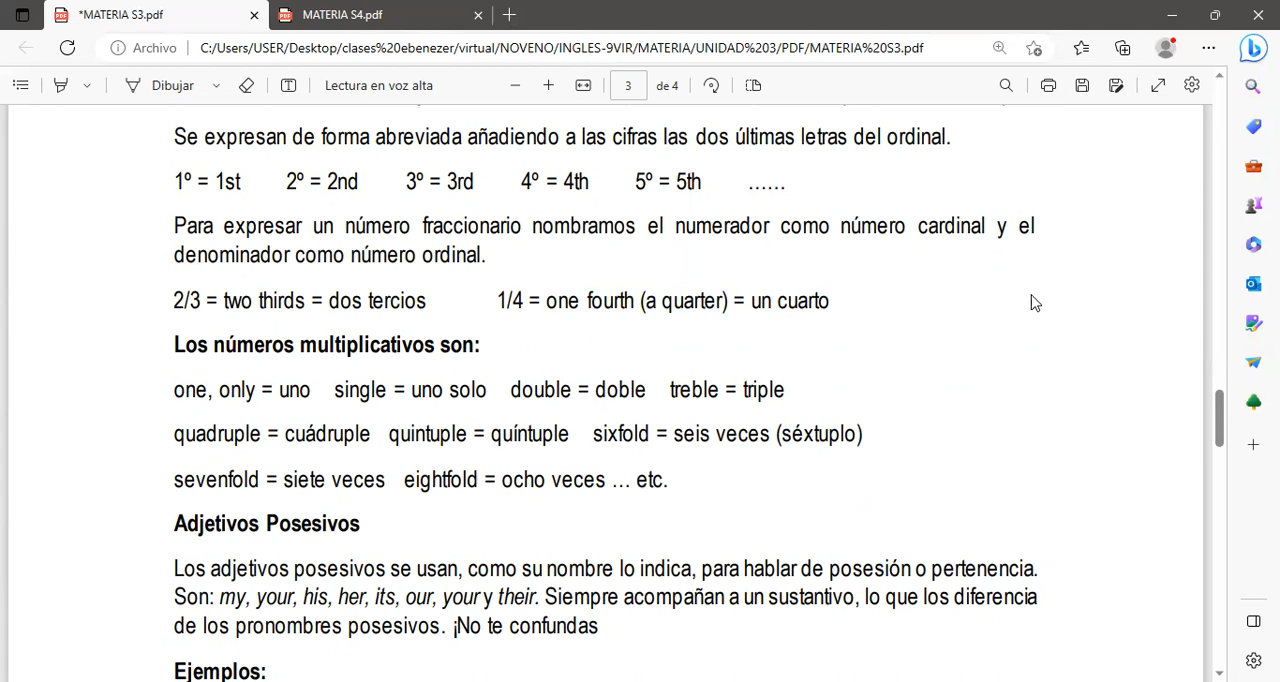 *MATERIA S3.pdf
MATERIA S4.pdf
Archivo C:/Users/USER/Desktop/clases%20ebenezer/virtual/NOVENO/INGLES-9VIR/MATERIA/UNIDAD%203/PDF/MATERIA%20S3.pdf
Dibujar Lectura en voz alta 3 de 4
Se expresan de forma abreviada añadiendo a las cifras las dos últimas letras del ordinal.
1º = 1st 2º = 2nd 3º = 3rd 4º = 4th 5º = 5th ......
Para expresar un número fraccionario nombramos el numerador como número cardinal y el
denominador como número ordinal.
2/3 = two thirds = dos tercios 1/4 = one fourth (a quarter) = un cuarto
Los números multiplicativos son:
one, only = uno single = uno solo double = doble treble = triple
quadruple = cuádruple quintuple = quíntuple sixfold = seis veces (séxtuplo)
sevenfold = siete veces eightfold = ocho veces … etc.
Adjetivos Posesivos
Los adjetivos posesivos se usan, como su nombre lo indica, para hablar de posesión o pertenencia.
Son: my, your, his, her, its, our, your y their. Siempre acompañan a un sustantivo, lo que los diferencia
de los pronombres posesivos. ¡No te confundas
Ejemplos: